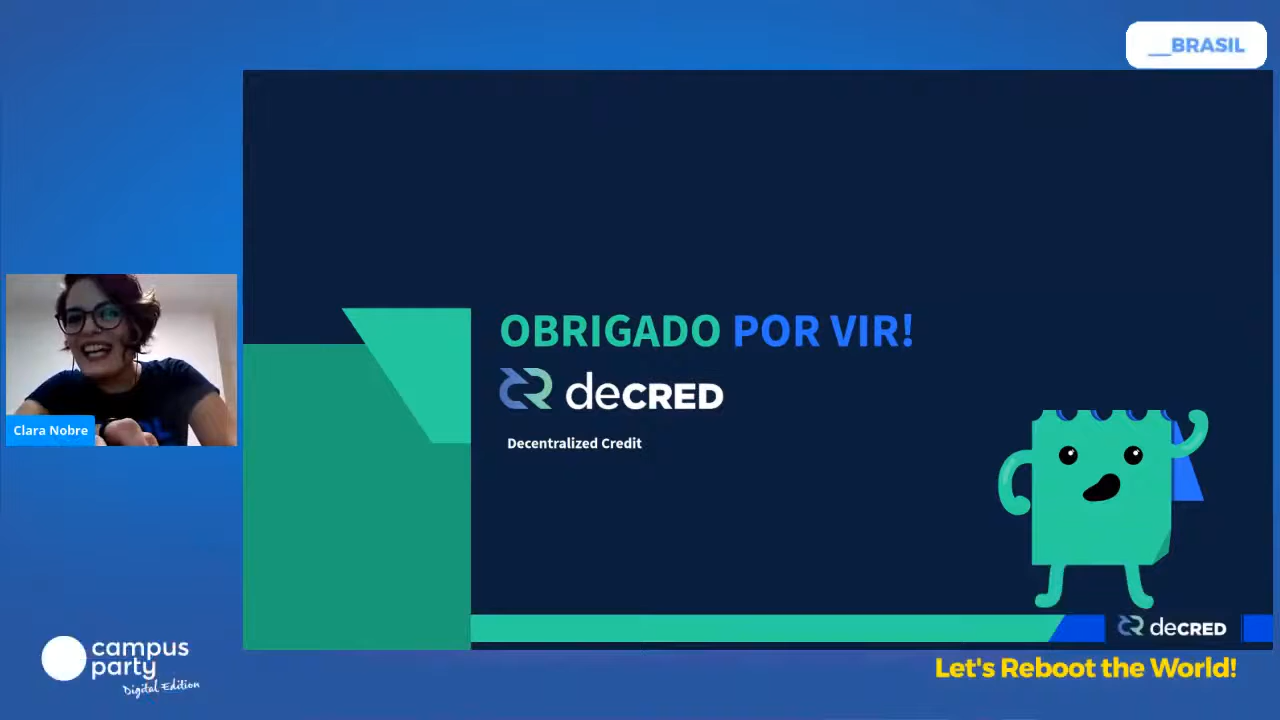 __BRASIL
OBRIGADO POR VIR!
deCRED
Decentralized Credit
Clara Nobre
deCRED
campus
party
Digital Edition
Let's Reboot the World!